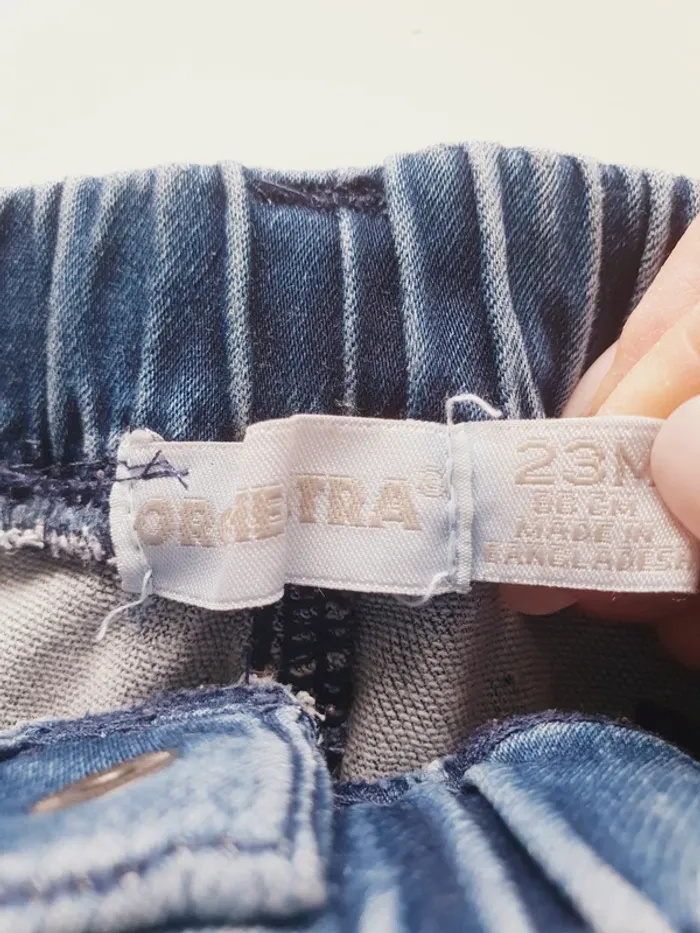 ORCHESTRA®
23M
86 CM
MADE IN
BANGLADESH